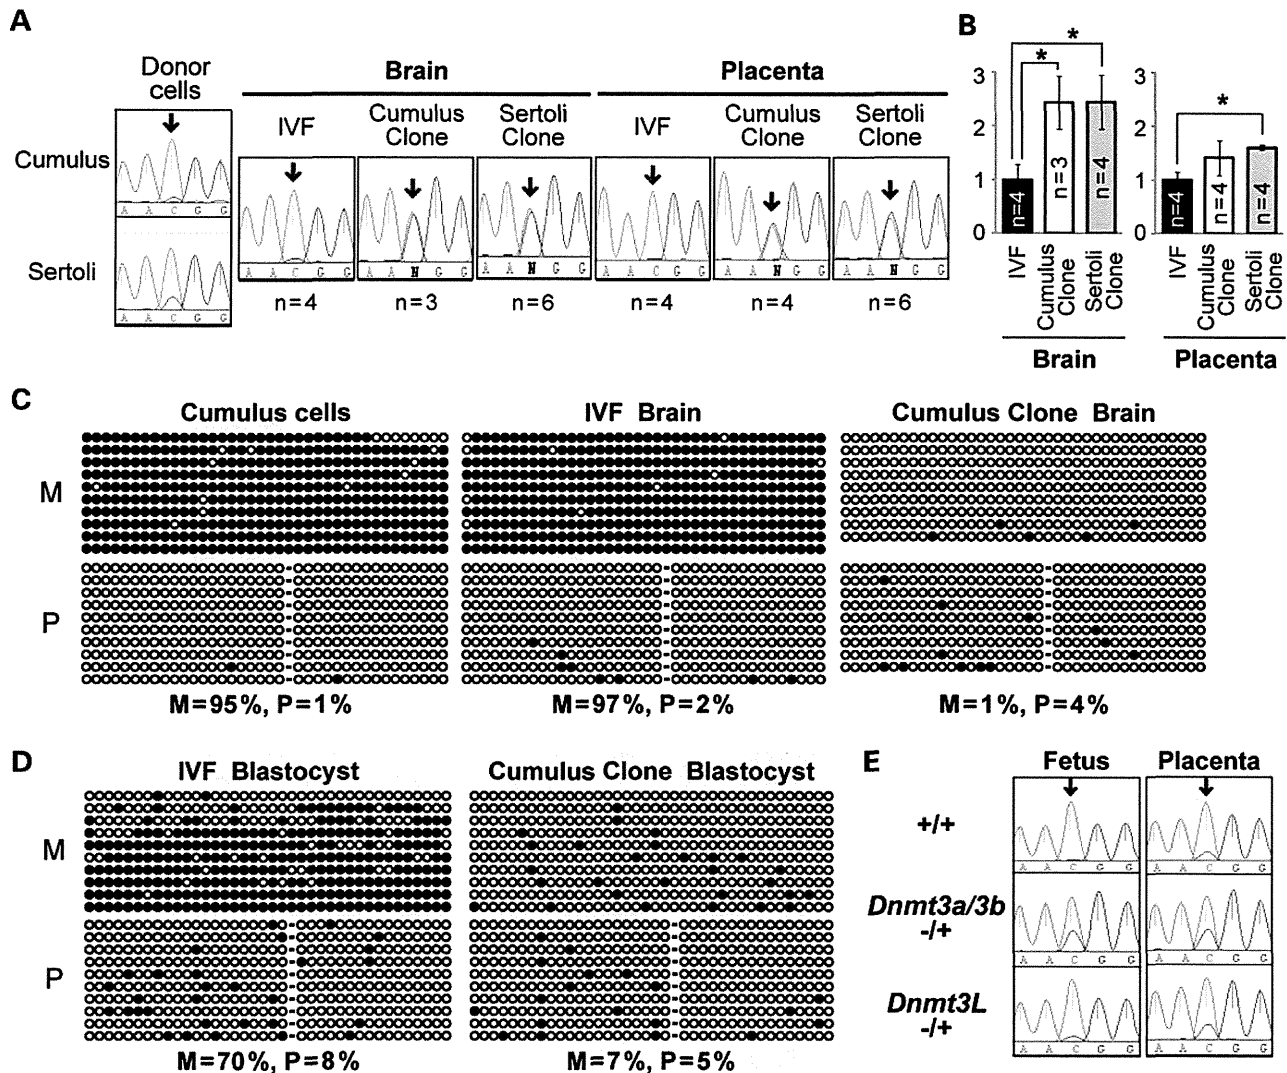 A
Donor cells
Brain
Placenta
IVF
Cumulus Clone
Sertoli Clone
IVF
Cumulus Clone
Sertoli Clone
Cumulus
A A C G G
Sertoli
A A C G G
A A C G G
A A N G G
A A N G G
A A C G G
A A N G G
A A N G G
n=4
n=3
n=6
n=4
n=4
n=6
B
*
*
3
2
1
0
n=4
n=3
n=4
IVF
Cumulus Clone
Sertoli Clone
Brain
*
3
2
1
0
n=4
n=4
n=4
IVF
Cumulus Clone
Sertoli Clone
Placenta
C
Cumulus cells
IVF Brain
Cumulus Clone Brain
M
P
M=95%, P=1%
M=97%, P=2%
M=1%, P=4%
D
IVF Blastocyst
Cumulus Clone Blastocyst
M
P
M=70%, P=8%
M=7%, P=5%
E
Fetus
Placenta
+/+
A A C G G
A A C G G
Dnmt3a/3b
-/+
A A C G G
A A C G G
Dnmt3L
-/+
A A C G G
A A C G G